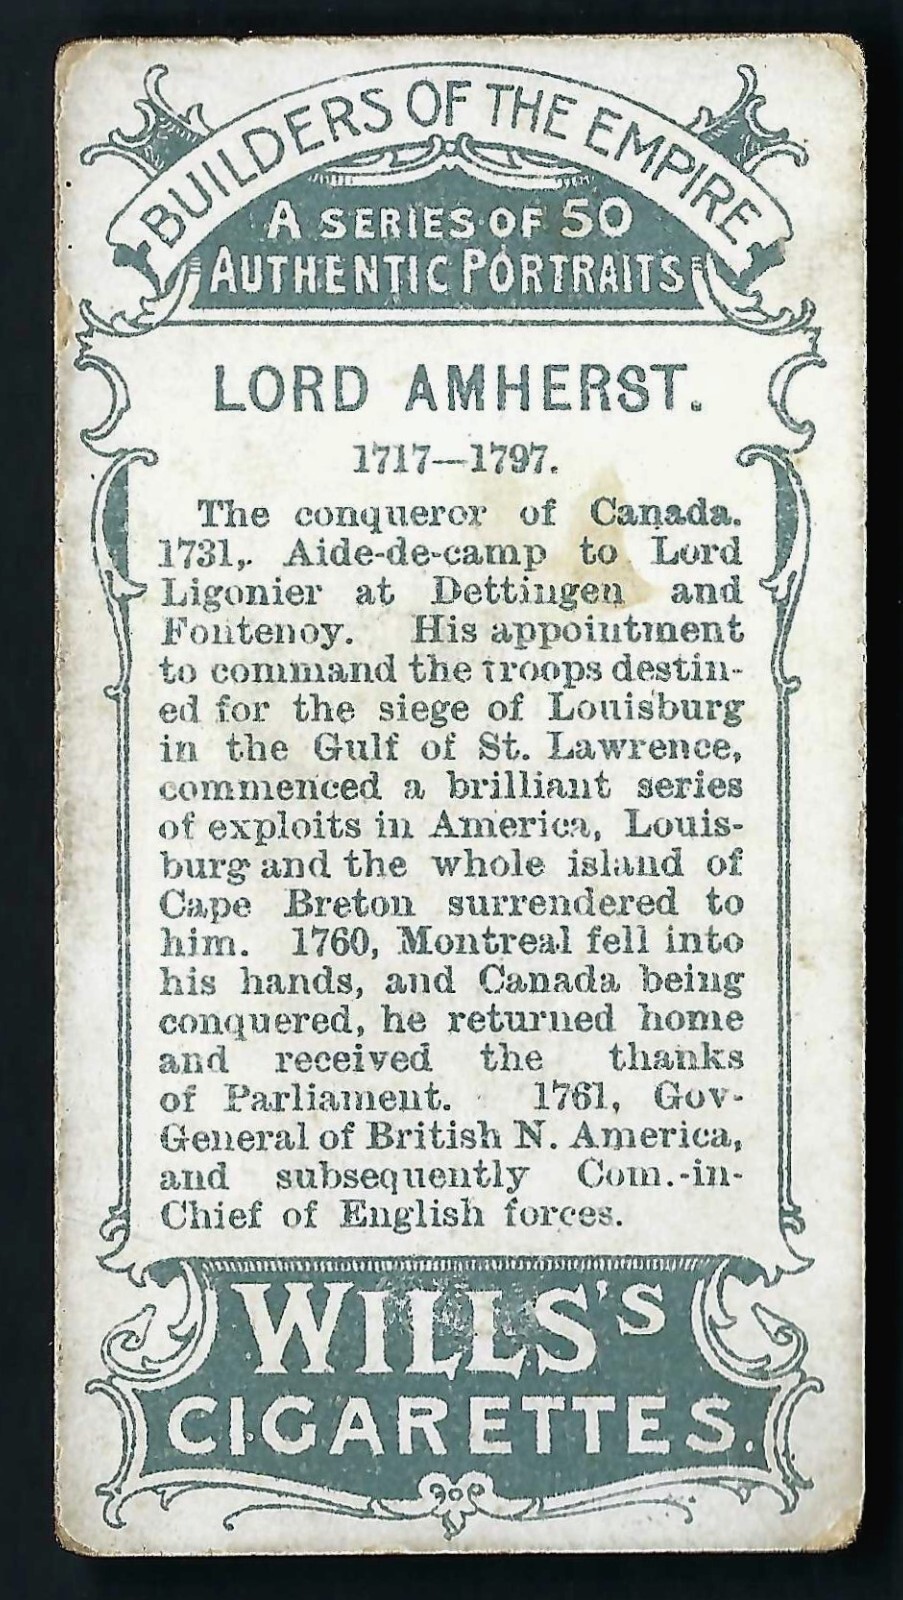 BUILDERS OF THE EMPIRE
A SERIES OF 50
AUTHENTIC PORTRAITS
LORD AMHERST.
1717—1797.
The conqueror of Canada.
1731,. Aide-de-camp to Lord
Ligonier at Dettingen and
Fontenoy. His appointment
to command the troops destin-
ed for the siege of Louisburg
in the Gulf of St. Lawrence,
commenced a brilliant series
of exploits in America, Louis-
burg and the whole island of
Cape Breton surrendered to
him. 1760, Montreal fell into
his hands, and Canada being
conquered, he returned home
and received the thanks
of Parliament. 1761, Gov-
General of British N. America,
and subsequently Com.-in-
Chief of English forces.
WILLS'S
CIGARETTES.